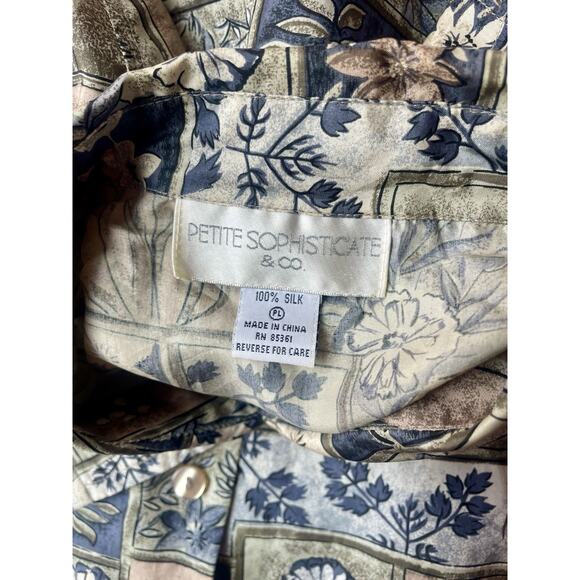 PETITE SOPHISTICATE
& CO.
100% SILK
PL
MADE IN CHINA
RN 85361
REVERSE FOR CARE